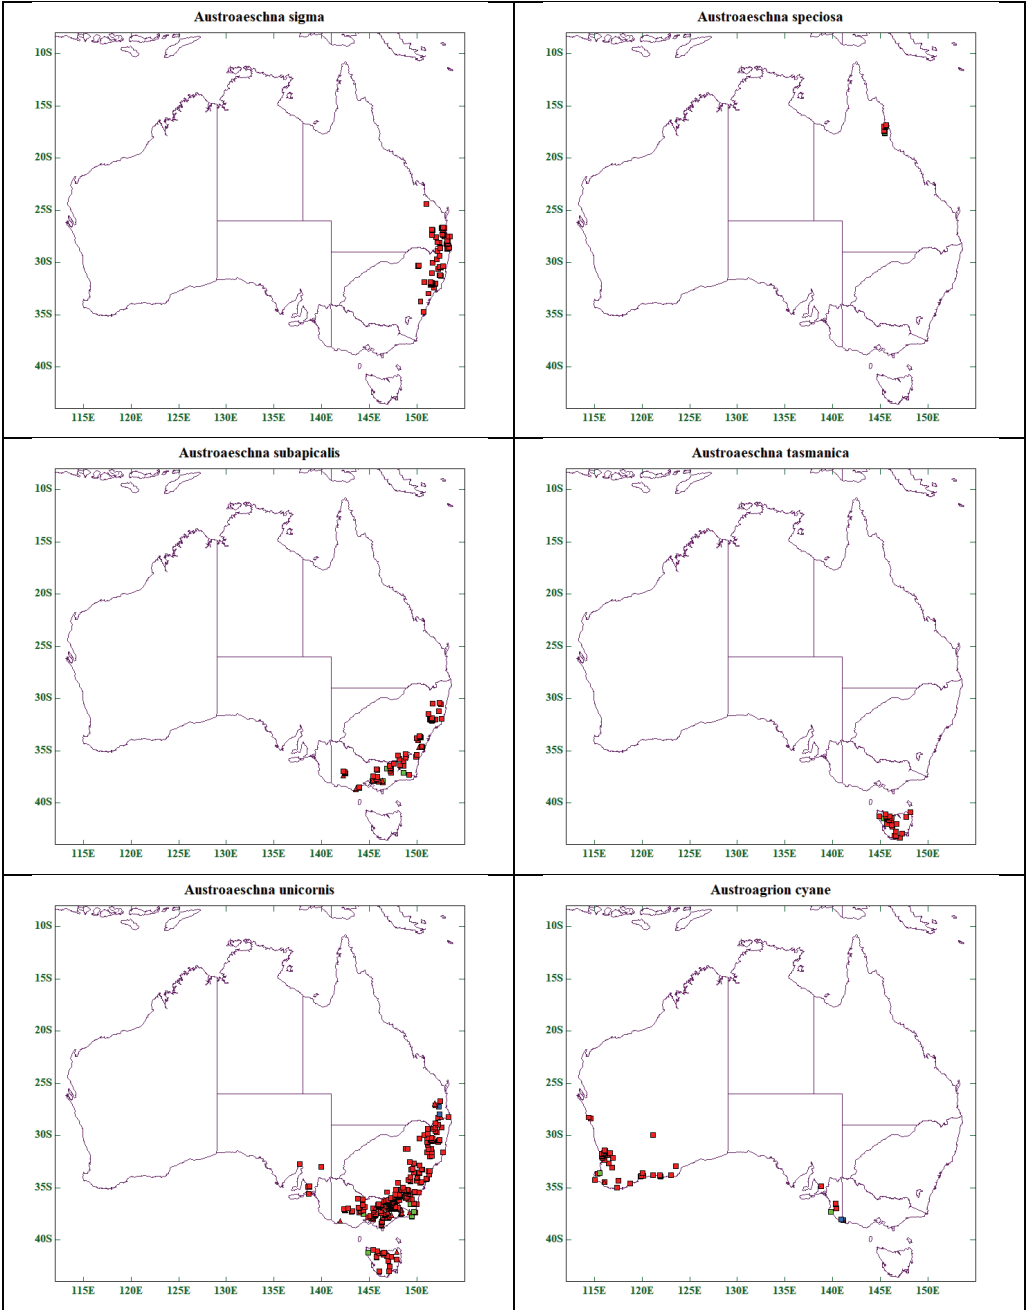 Austroaeschna sigma
10S
15S
20S
25S
30S
35S
40S
115E 120E 125E 130E 135E 140E 145E 150E
Austroaeschna speciosa
10S
15S
20S
25S
30S
35S
40S
115E 120E 125E 130E 135E 140E 145E 150E
Austroaeschna subapicalis
10S
15S
20S
25S
30S
35S
40S
115E 120E 125E 130E 135E 140E 145E 150E
Austroaeschna tasmanica
10S
15S
20S
25S
30S
35S
40S
115E 120E 125E 130E 135E 140E 145E 150E
Austroaeschna unicornis
10S
15S
20S
25S
30S
35S
40S
115E 120E 125E 130E 135E 140E 145E 150E
Austroagrion cyane
10S
15S
20S
25S
30S
35S
40S
115E 120E 125E 130E 135E 140E 145E 150E